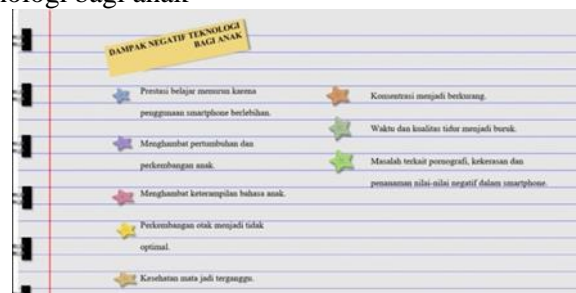 nologi bagi anak
DAMPAK NEGATIF TEKNOLOGI
BAGI ANAK
Prestasi belajar menurun karena
penggunaan smartphone berlebihan.
Menghambat pertumbuhan dan
perkembangan anak.
Menghambat keterampilan bahasa anak.
Perkembangan otak menjadi tidak
optimal.
Kesehatan mata jadi terganggu.
Konsentrasi menjadi berkurang.
Waktu dan kualitas tidur menjadi buruk.
Masalah terkait pornografi, kekerasan dan
penanaman nilai-nilai negatif dalam smartphone.